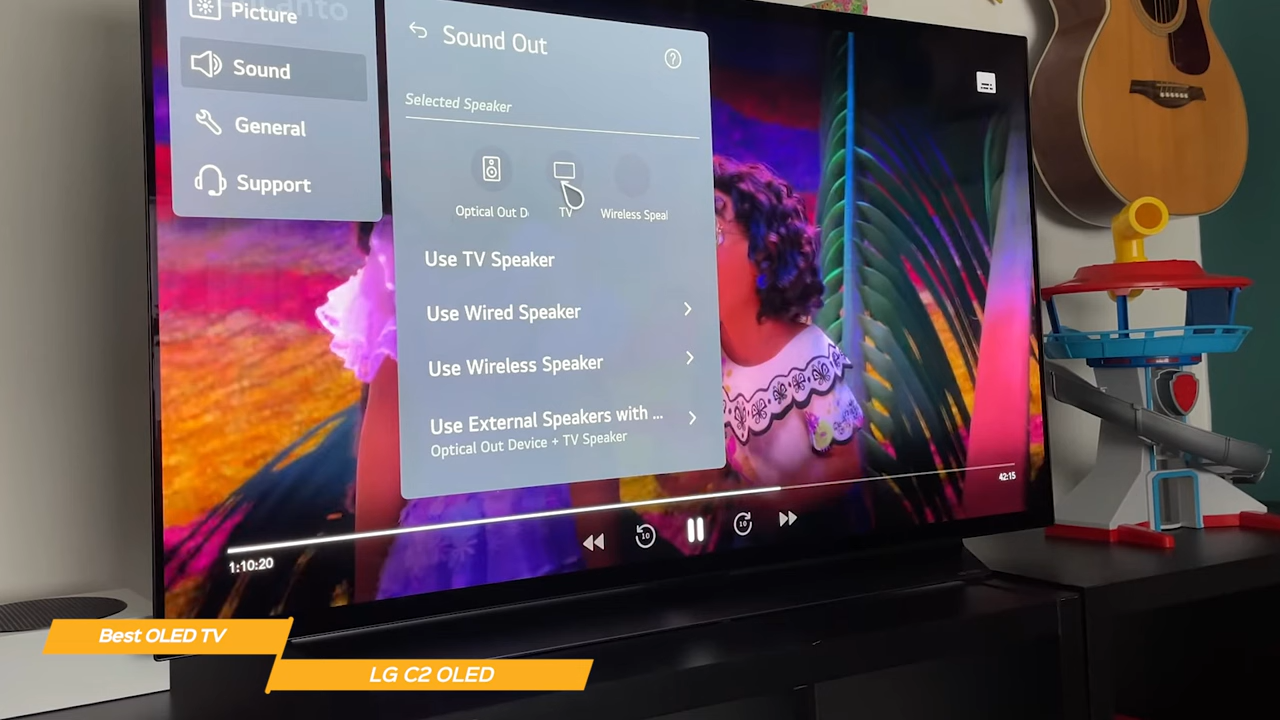 Picture
Sound
General
Support
Sound Out
Selected Speaker
Optical Out D
TV
Wireless Speal
Use TV Speaker
Use Wired Speaker
Use Wireless Speaker
Use External Speakers with ...
Optical Out Device + TV Speaker
42:15
10
10
1:10:20
Best OLED TV
LG C2 OLED